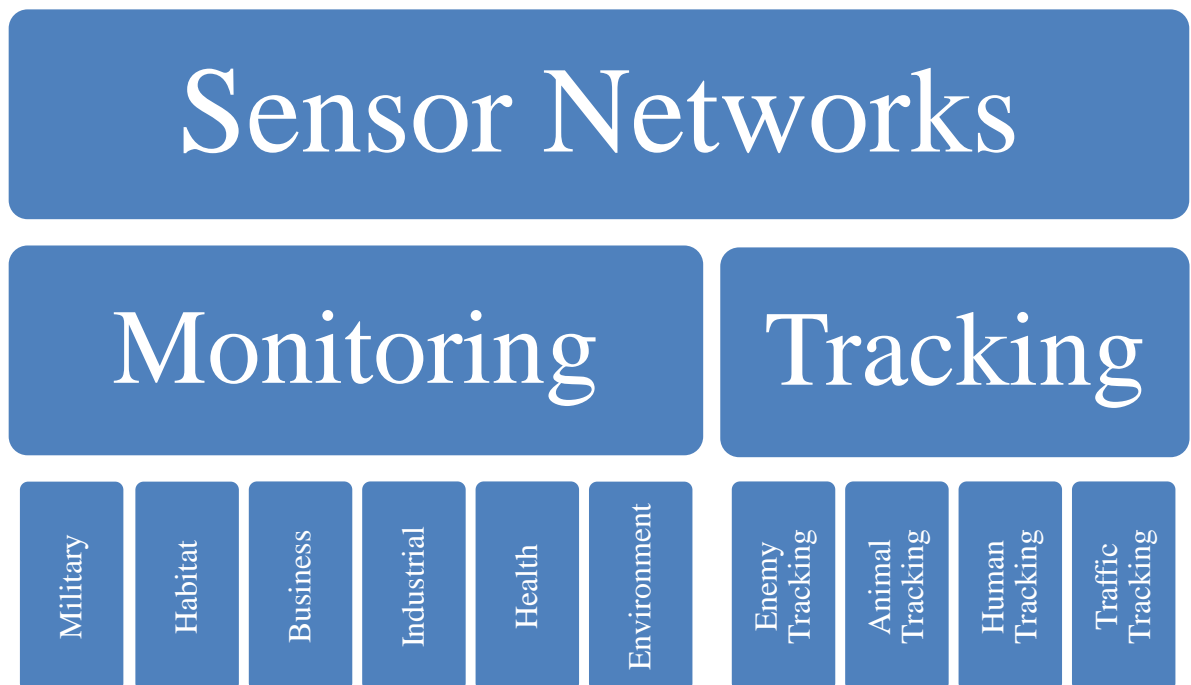 Sensor Networks
Monitoring
Tracking
Military
Habitat
Business
Industrial
Health
Environment
Enemy
Tracking
Animal
Tracking
Human
Tracking
Traffic
Tracking